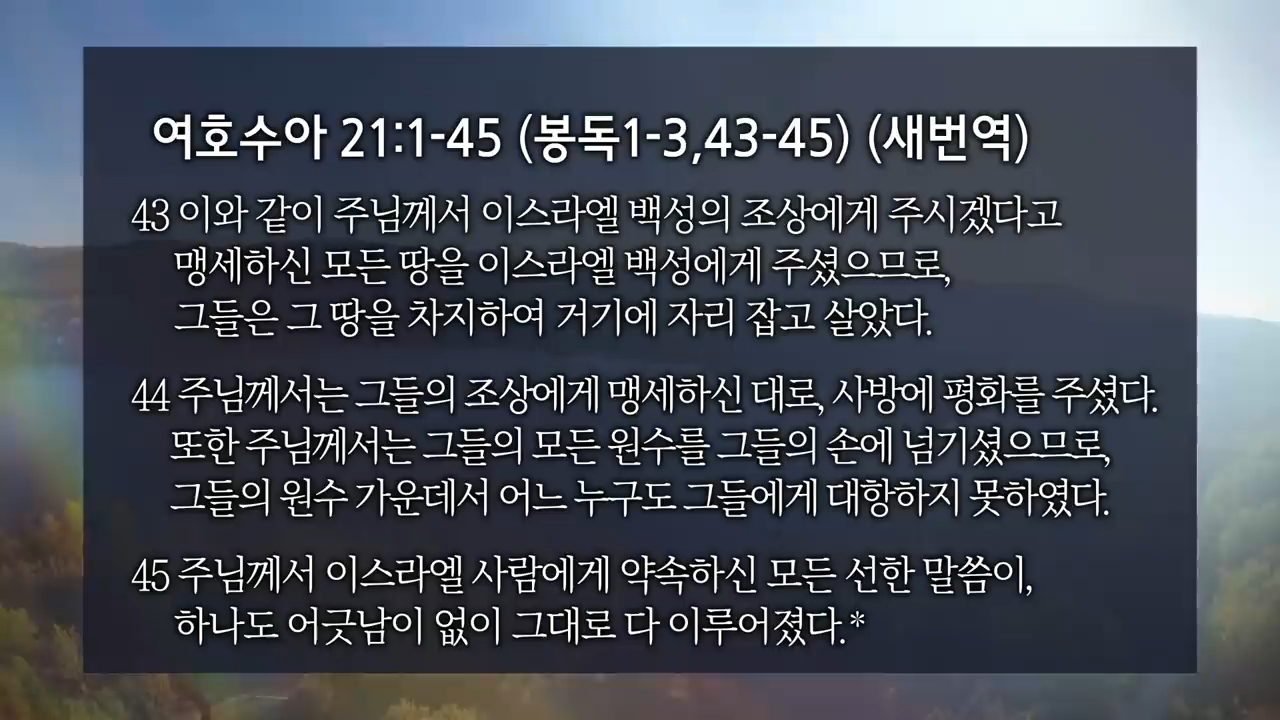 여호수아 21:1-45 (봉독1-3,43-45) (새번역)
43 이와 같이 주님께서 이스라엘 백성의 조상에게 주시겠다고
맹세하신 모든 땅을 이스라엘 백성에게 주셨으므로,
그들은 그 땅을 차지하여 거기에 자리 잡고 살았다.
44 주님께서는 그들의 조상에게 맹세하신 대로, 사방에 평화를 주셨다.
또한 주님께서는 그들의 모든 원수를 그들의 손에 넘기셨으므로,
그들의 원수 가운데서 어느 누구도 그들에게 대항하지 못하였다.
45 주님께서 이스라엘 사람에게 약속하신 모든 선한 말씀이,
하나도 어긋남이 없이 그대로 다 이루어졌다.*